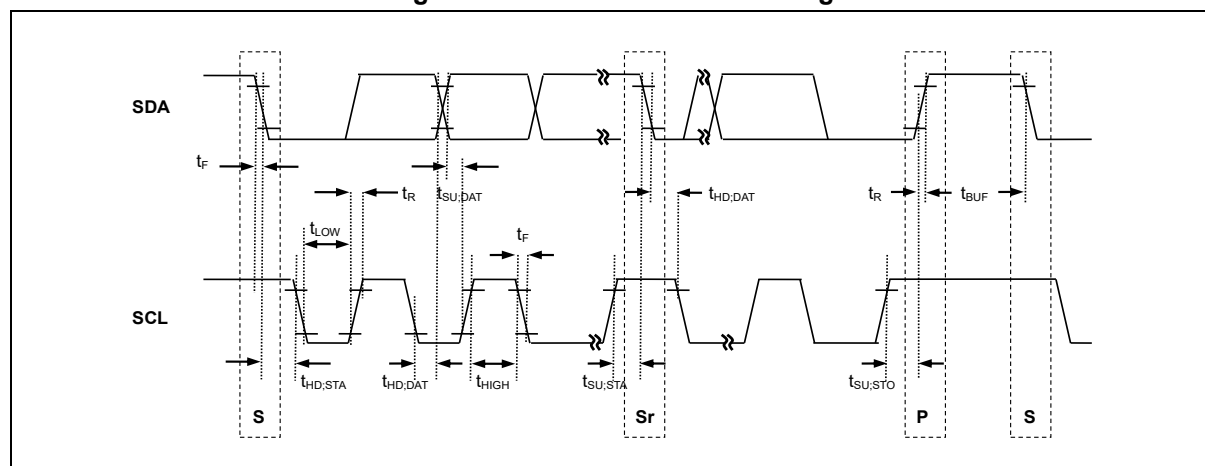 SDA
tF
tR
tSU;DAT
tHD;DAT
tR
tBUF
tLOW
tF
SCL
tHD;STA
tHD;DAT
tHIGH
tSU;STA
tSU;STO
S
Sr
P
S